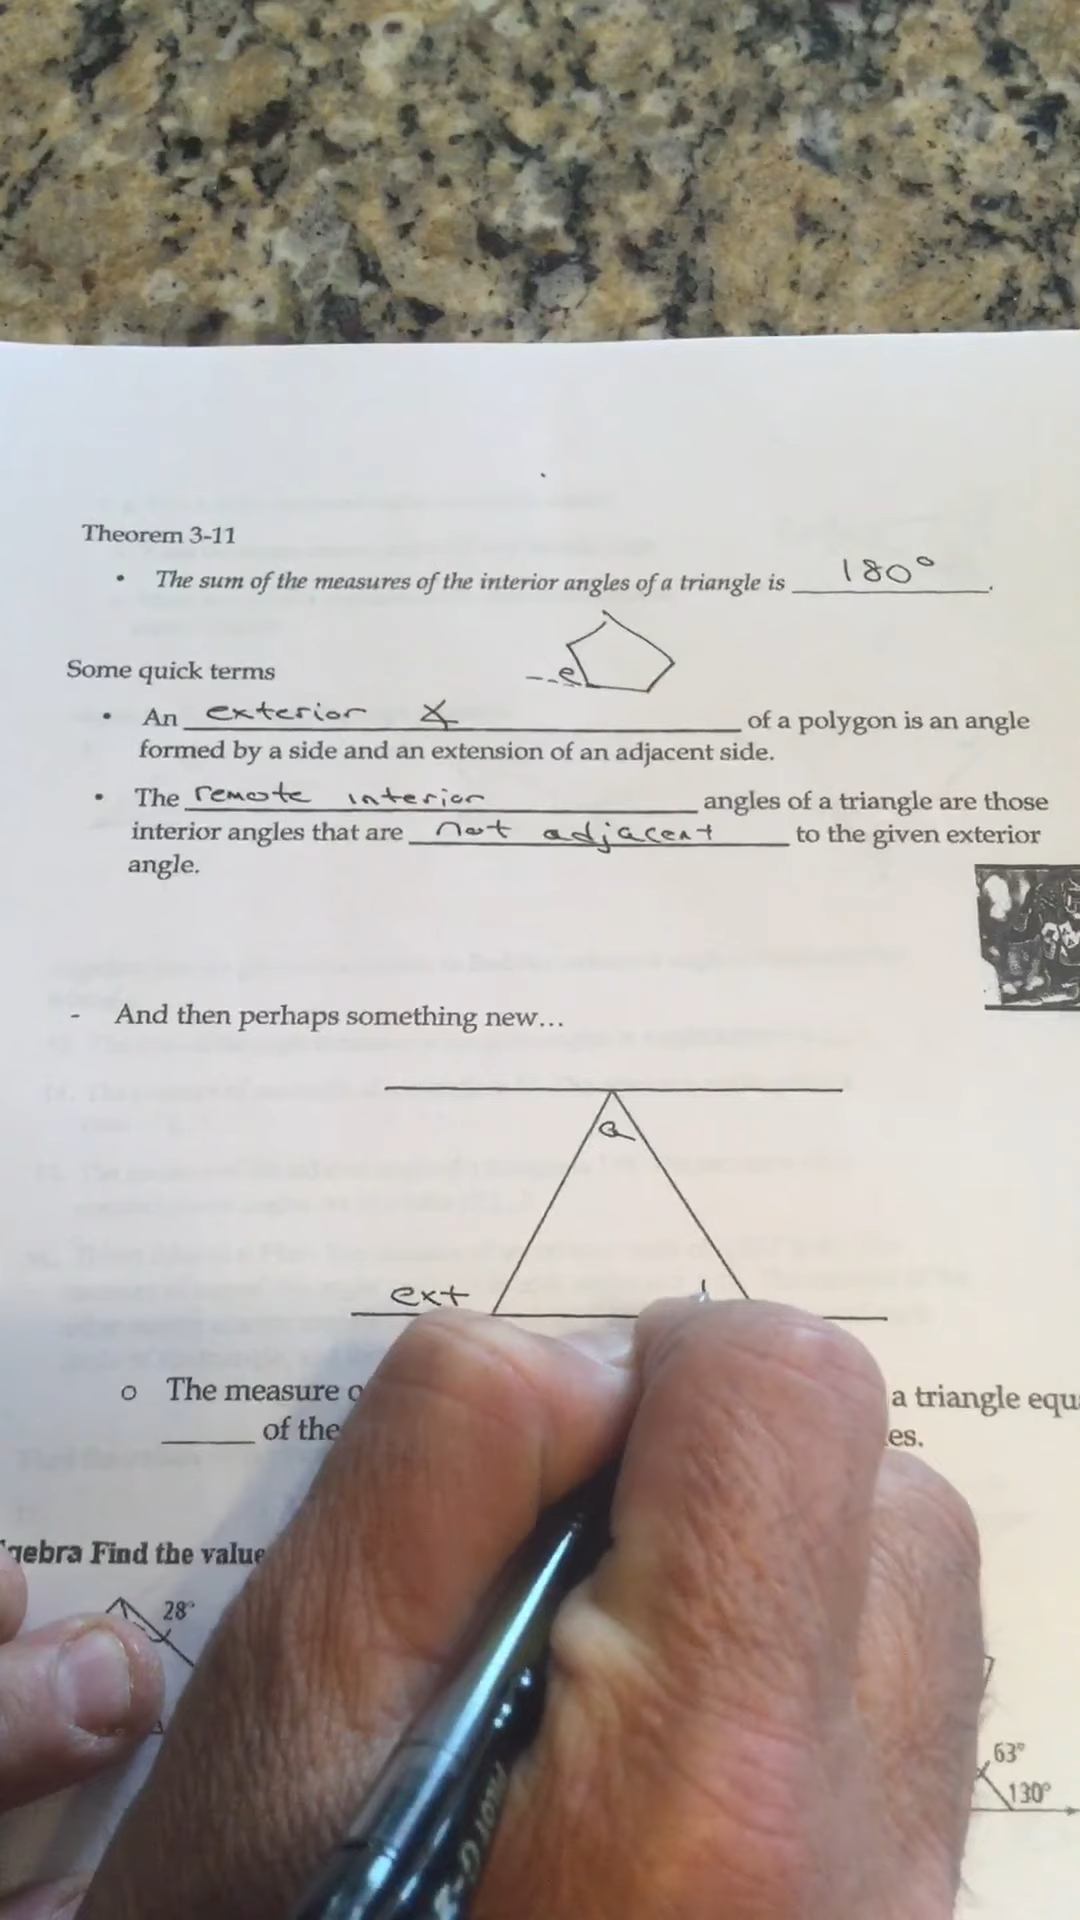 Theorem 3-11
• The sum of the measures of the interior angles of a triangle is 180°.
Some quick terms
e
• An exterior ∡ of a polygon is an angle
formed by a side and an extension of an adjacent side.
• The remote interior angles of a triangle are those
interior angles that are not adjacent to the given exterior
angle.
- And then perhaps something new...
a
ext
o The measure a triangle equ
of the es.
gebra Find the value
28°
63°
130°